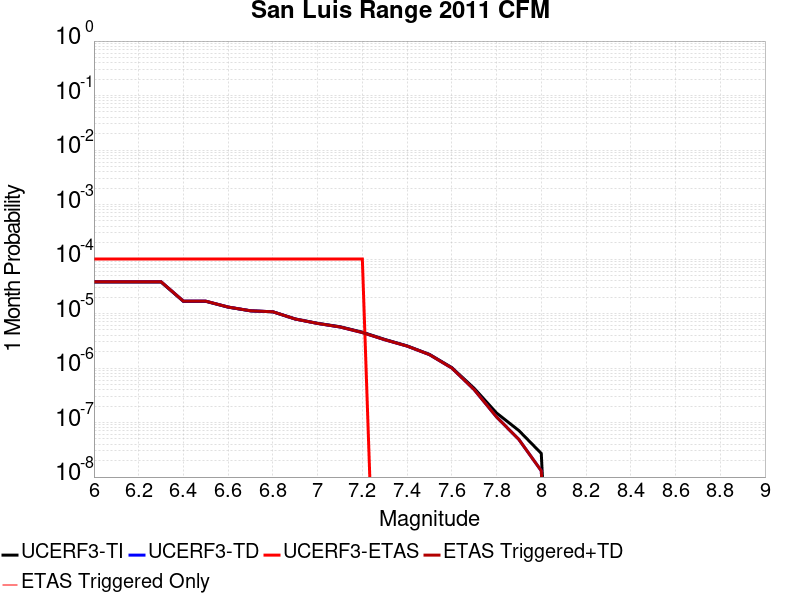 San Luis Range 2011 CFM
10^0
10^-1
10^-2
10^-3
10^-4
10^-5
10^-6
10^-7
10^-8
1 Month Probability
6 6.2 6.4 6.6 6.8 7 7.2 7.4 7.6 7.8 8 8.2 8.4 8.6 8.8 9
Magnitude
UCERF3-TI UCERF3-TD UCERF3-ETAS ETAS Triggered+TD
ETAS Triggered Only